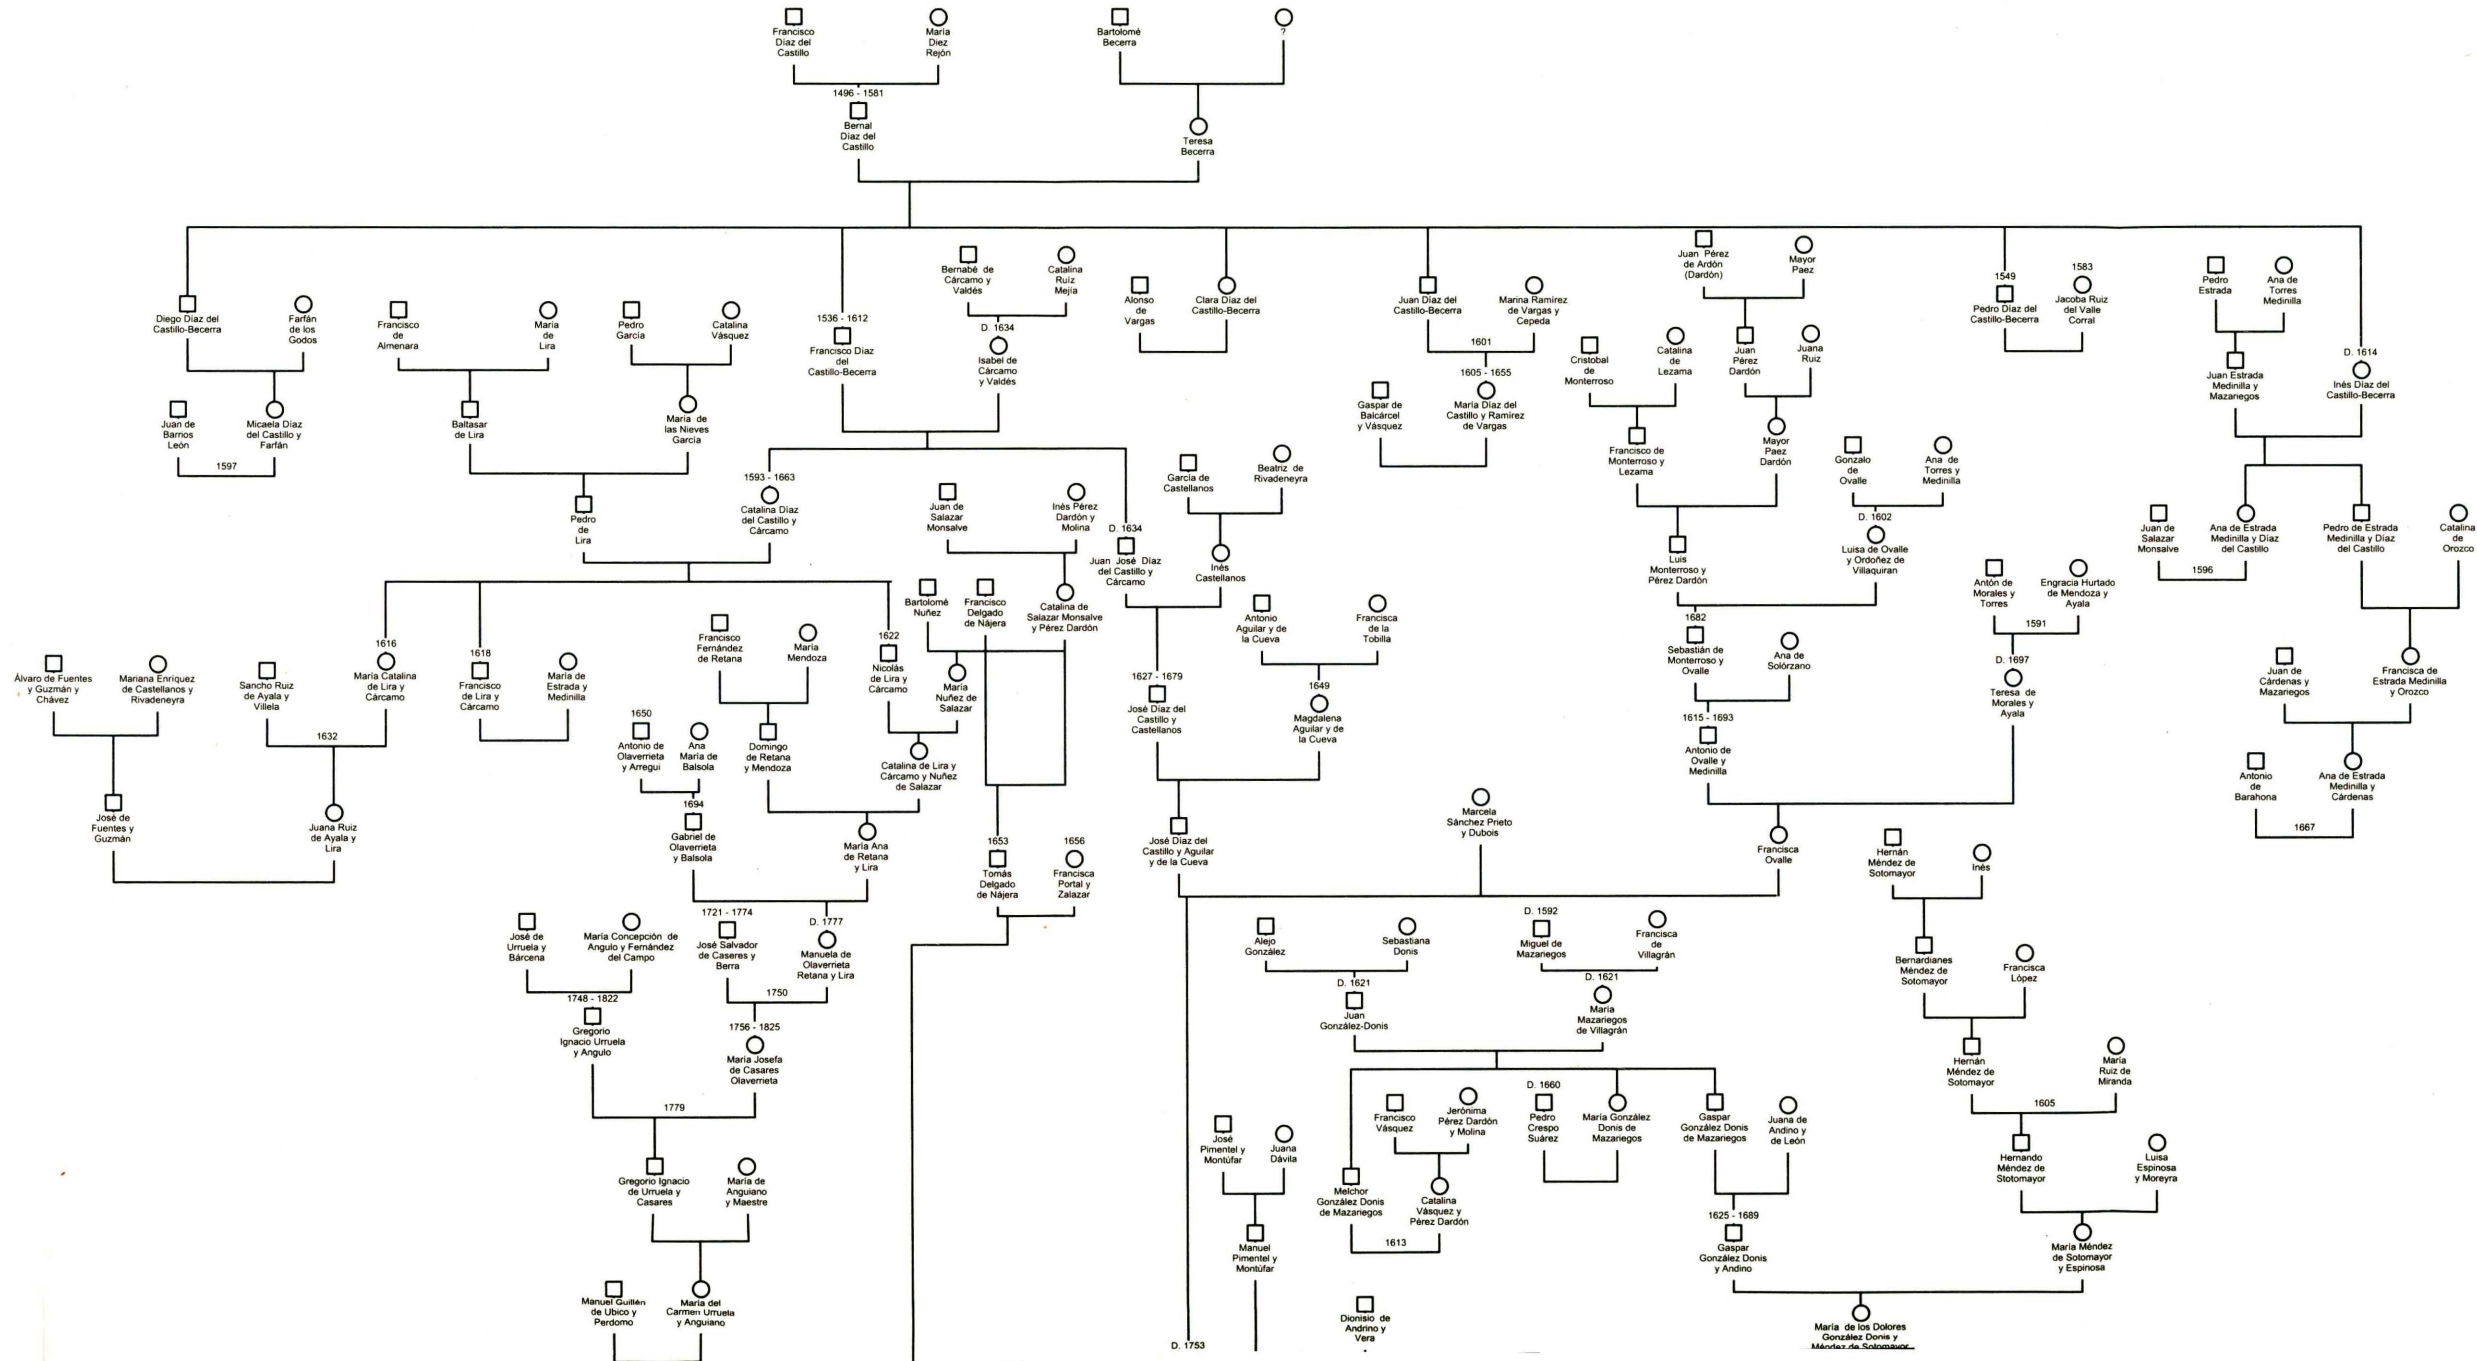 Francisco
Díaz del
Castillo
María
Diez
Rejón
Bartolomé
Becerra
?
1496 - 1581
Bernal
Díaz del
Castillo
Teresa
Becerra
Diego Díaz del
Castillo-Becerra
Farfán
de los
Godos
Francisco
de
Almenara
María
de
Lira
Pedro
García
Catalina
Vásquez
1536 - 1612
Francisco Díaz
del
Castillo-Becerra
Bernabé de
Cárcamo y
Valdés
Catalina
Ruíz
Mejía
D. 1634
Isabel de
Cárcamo
y Valdés
Alonso
de
Vargas
Clara Díaz del
Castillo-Becerra
Juan Díaz del
Castillo-Becerra
Marina Ramírez
de Vargas y
Cepeda
1601
1605 - 1655
María Díaz del
Castillo y Ramírez
de Vargas
Gaspar de
Balcárcel
y Vásquez
Juan Pérez
de Ardón
(Dardón)
Mayor
Paez
Cristobal
de
Monterroso
Catalina
de
Lezama
Juan
Pérez
Dardón
Juana
Ruiz
1549
Pedro Díaz del
Castillo-Becerra
1583
Jacoba Ruiz
del Valle
Corral
Pedro
Estrada
Ana de
Torres
Medinilla
Juan Estrada
Medinilla y
Mazariegos
D. 1614
Inés Díaz del
Castillo-Becerra
Juan de
Barrios
León
Micaela Díaz
del Castillo y
Farfán
1597
Baltasar
de Lira
María de
las Nieves
García
Francisco de
Monterroso y
Lezama
Mayor
Paez
Dardón
Gonzalo
de
Ovalle
Ana de
Torres y
Medinilla
Pedro
de
Lira
1593 - 1663
Catalina Díaz
del Castillo y
Cárcamo
Juan de
Salazar
Monsalve
Inés Pérez
Dardón y
Molina
D. 1634
Juan José Díaz
del Castillo y
Cárcamo
García de
Castellanos
Beatriz de
Rivadeneyra
Inés
Castellanos
Luis
Monterroso y
Pérez Dardón
D. 1602
Luisa de Ovalle
y Ordoñez de
Villaquiran
Juan de
Salazar
Monsalve
Ana de Estrada
Medinilla y Díaz
del Castillo
1596
Pedro de Estrada
Medinilla y Díaz
del Castillo
Catalina
de
Orozco
Bartolomé
Nuñez
Francisco
Delgado
de Nájera
Catalina de
Salazar Monsalve
y Pérez Dardón
Antonio
Aguilar y de
la Cueva
Francisca
de la
Tobilla
Antón de
Morales y
Torres
Engracia Hurtado
de Mendoza y
Ayala
1591
Álvaro de Fuentes
y Guzmán y
Chávez
Mariana Enríquez
de Castellanos y
Rivadeneyra
Sancho Ruiz
de Ayala y
Vilela
1616
María Catalina
de Lira y
Cárcamo
1632
1618
Francisco
de Lira y
Cárcamo
María de
Estrada y
Medinilla
Francisco
Fernández
de Retana
María
Mendoza
1622
Nicolás
de Lira y
Cárcamo
María
Nuñez de
Salazar
1627 - 1679
José Díaz del
Castillo y
Castellanos
1649
Magdalena
Aguilar y de
la Cueva
1682
Sebastián de
Monterroso y
Ovalle
Ana de
Solórzano
D. 1697
Teresa de
Morales y
Ayala
Juan de
Cárdenas y
Mazariegos
Francisca de
Estrada Medinilla
y Orozco
1650
Antonio de
Olaverrieta
y Arregui
Ana
María de
Balsola
Domingo
de Retana
y Mendoza
Catalina de Lira y
Cárcamo y Nuñez
de Salazar
1615 - 1693
Antonio de
Ovalle y
Medinilla
Antonio
de
Barahona
Ana de Estrada
Medinilla y
Cárdenas
1667
José de
Fuentes y
Guzmán
Juana Ruiz
de Ayala y
Lira
1694
Gabriel de
Olaverrieta
y Balsola
María Ana
de Retana
y Lira
1653
Tomás
Delgado
de Nájera
1656
Francisca
Portal y
Zalazar
José Díaz del
Castillo y Aguilar
y de la Cueva
Marcela
Sánchez Prieto
y Dubois
Francisca
Ovalle
Hernán
Méndez de
Sotomayor
Inés
José de
Urruela y
Bárcena
María Concepción de
Angulo y Fernández
del Campo
1721 - 1774
José Salvador
de Caseres y
Berra
D. 1777
Manuela de
Olaverrieta
Retana y Lira
1750
Alejo
González
Sebastiana
Donis
D. 1592
Miguel de
Mazariegos
Francisca
de
Villagrán
Bernardianes
Méndez de
Sotomayor
Francisca
López
1748 - 1822
Gregorio
Ignacio Urruela
y Angulo
1756 - 1825
María Josefa
de Casares
Olaverrieta
1779
D. 1621
Juan
González-Donis
D. 1621
María
Mazariegos
de Villagrán
Hernán
Méndez de
Sotomayor
María
Ruiz de
Miranda
1605
José
Pimentel y
Montúfar
Juana
Dávila
Francisco
Vásquez
Jerónima
Pérez Dardón
y Molina
D. 1660
Pedro
Crespo
Suárez
María González
Donis de
Mazariegos
Gaspar
González Donis
de Mazariegos
Juana de
Andino y
de León
Gregorio Ignacio
de Urruela y
Casares
María de
Anguiano
y Maestre
Melchor
González Donis
de Mazariegos
Catalina
Vásquez y
Pérez Dardón
1613
Hernando
Méndez de
Stotomayor
Luisa
Espinosa
y Moreyra
Manuel
Pimentel y
Montúfar
1625 - 1689
Gaspar
González Donis
y Andino
María Méndez
de Sotomayor
y Espinosa
Manuel Guillén
de Ubico y
Perdomo
María del
Carmen Urruela
y Anguiano
D. 1753
Dionisio de
Andrino y
Vera
María de los Dolores
González Donis y
Méndez de Sotomayor